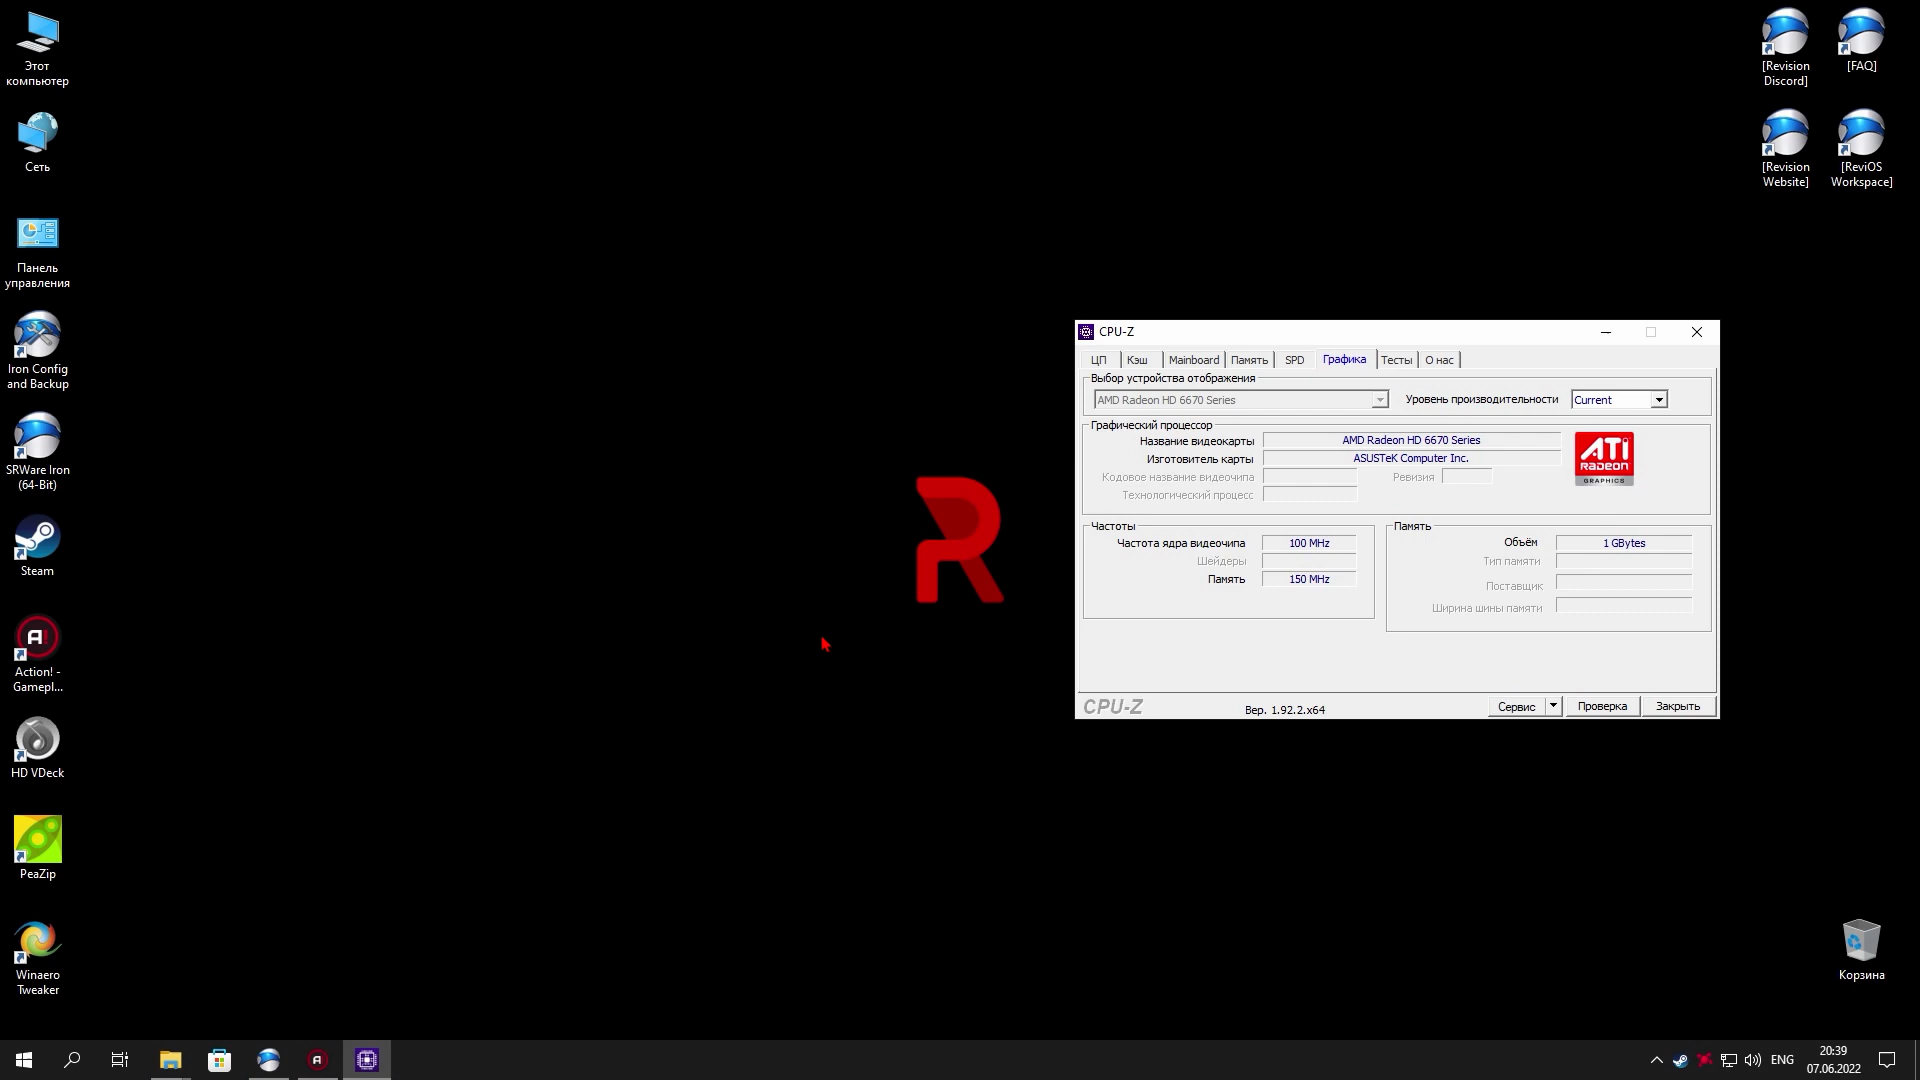 Этот
компьютер
Сеть
Панель
управления
Iron Config
and Backup
SRWare Iron
(64-Bit)
Steam
Action! -
Gamepl...
HD VDeck
PeaZip
Winaero
Tweaker
[Revision
Discord]
[FAQ]
[Revision
Website]
[ReviOS
Workspace]
CPU-Z
ЦП Кэш Mainboard Память SPD Графика Тесты О нас
Выбор устройства отображения
AMD Radeon HD 6670 Series Уровень производительности Current
Графический процессор
Название видеокарты AMD Radeon HD 6670 Series
Изготовитель карты ASUSTeK Computer Inc.
Кодовое название видеочипа Ревизия
Технологический процесс
ATI
RADEON
GRAPHICS
Частоты
Частота ядра видеочипа 100 MHz
Шейдеры
Память 150 MHz
Память
Объём 1 GBytes
Тип памяти
Поставщик
Ширина шины памяти
CPU-Z Вер. 1.92.2.x64 Сервис Проверка Закрыть
Корзина
ENG
20:39
07.06.2022